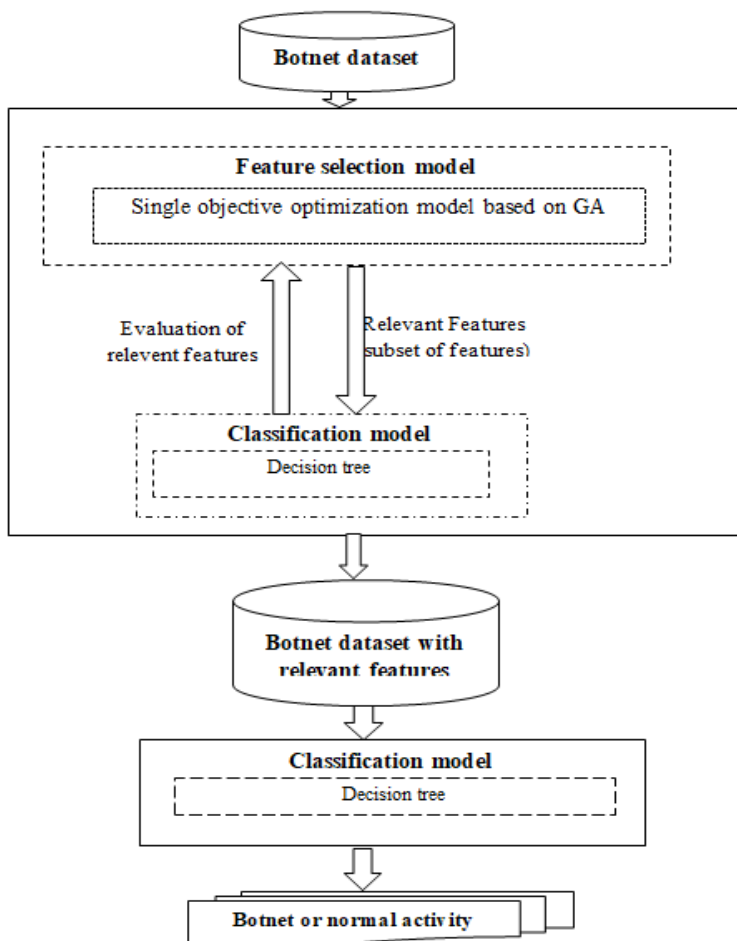 Botnet dataset
Feature selection model
Single objective optimization model based on GA
Evaluation of
relevent features
Relevant Features
(subset of features)
Classification model
Decision tree
Botnet dataset with
relevant features
Classification model
Decision tree
Botnet or normal activity